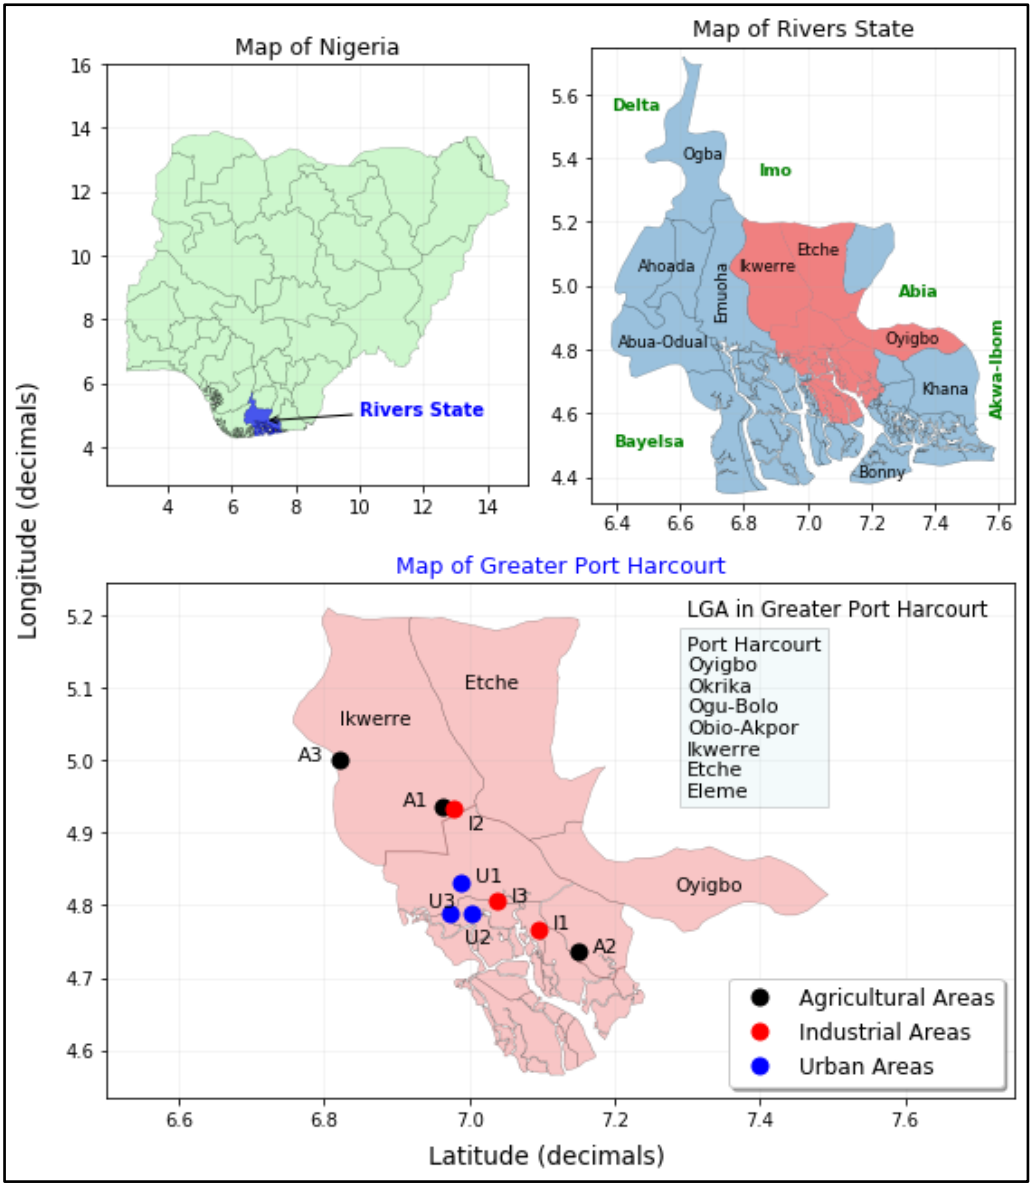 Map of Nigeria
16
14
12
10
8
6
4
4 6 8 10 12 14
Rivers State
Map of Rivers State
5.6
5.4
5.2
5.0
4.8
4.6
4.4
6.4 6.6 6.8 7.0 7.2 7.4 7.6
Delta
Ogba
Imo
Etche
Ahoada
Ikwerre
Emuoha
Abia
Abua-Odual
Oyigbo
Akwa-Ibom
Khana
Bayelsa
Bonny
Longitude (decimals)
Map of Greater Port Harcourt
5.2
5.1
5.0
4.9
4.8
4.7
4.6
6.6 6.8 7.0 7.2 7.4 7.6
Etche
Ikwerre
A3
A1
I2
U1
U3
I3
Oyigbo
U2
I1
A2
LGA in Greater Port Harcourt
Port Harcourt
Oyigbo
Okrika
Ogu-Bolo
Obio-Akpor
Ikwerre
Etche
Eleme
Agricultural Areas
Industrial Areas
Urban Areas
Latitude (decimals)